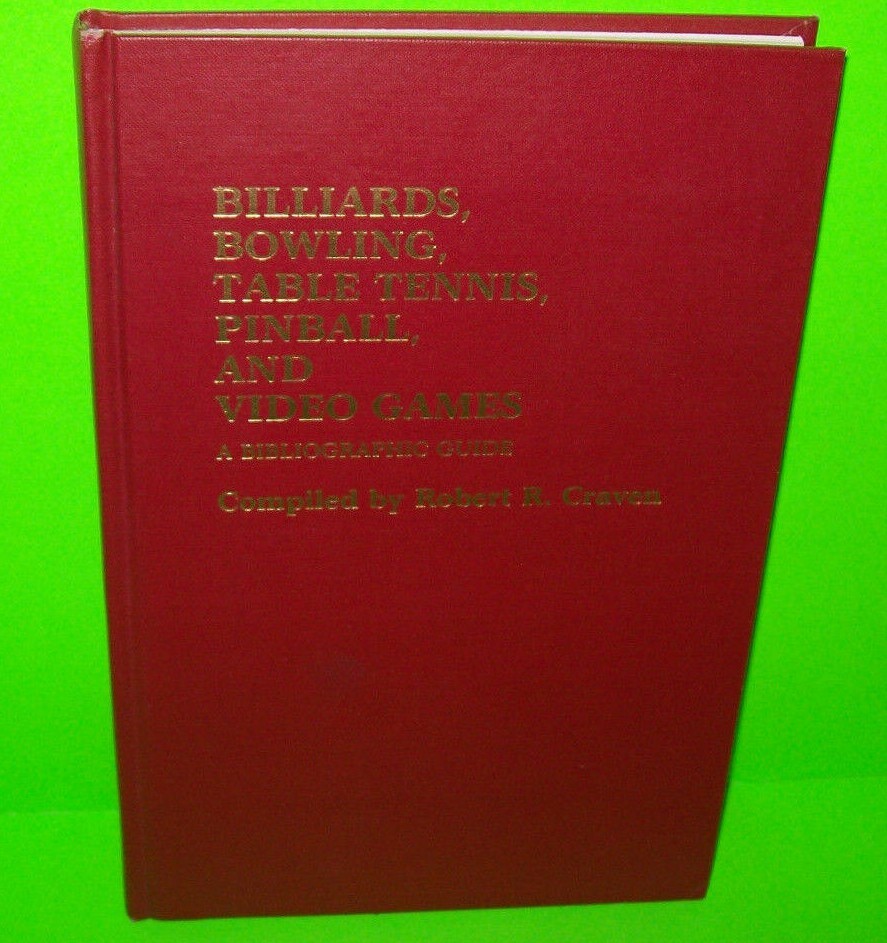 BILLIARDS,
BOWLING,
TABLE TENNIS,
PINBALL,
AND
VIDEO GAMES
A BIBLIOGRAPHIC GUIDE
Compiled by Robert R. Craven